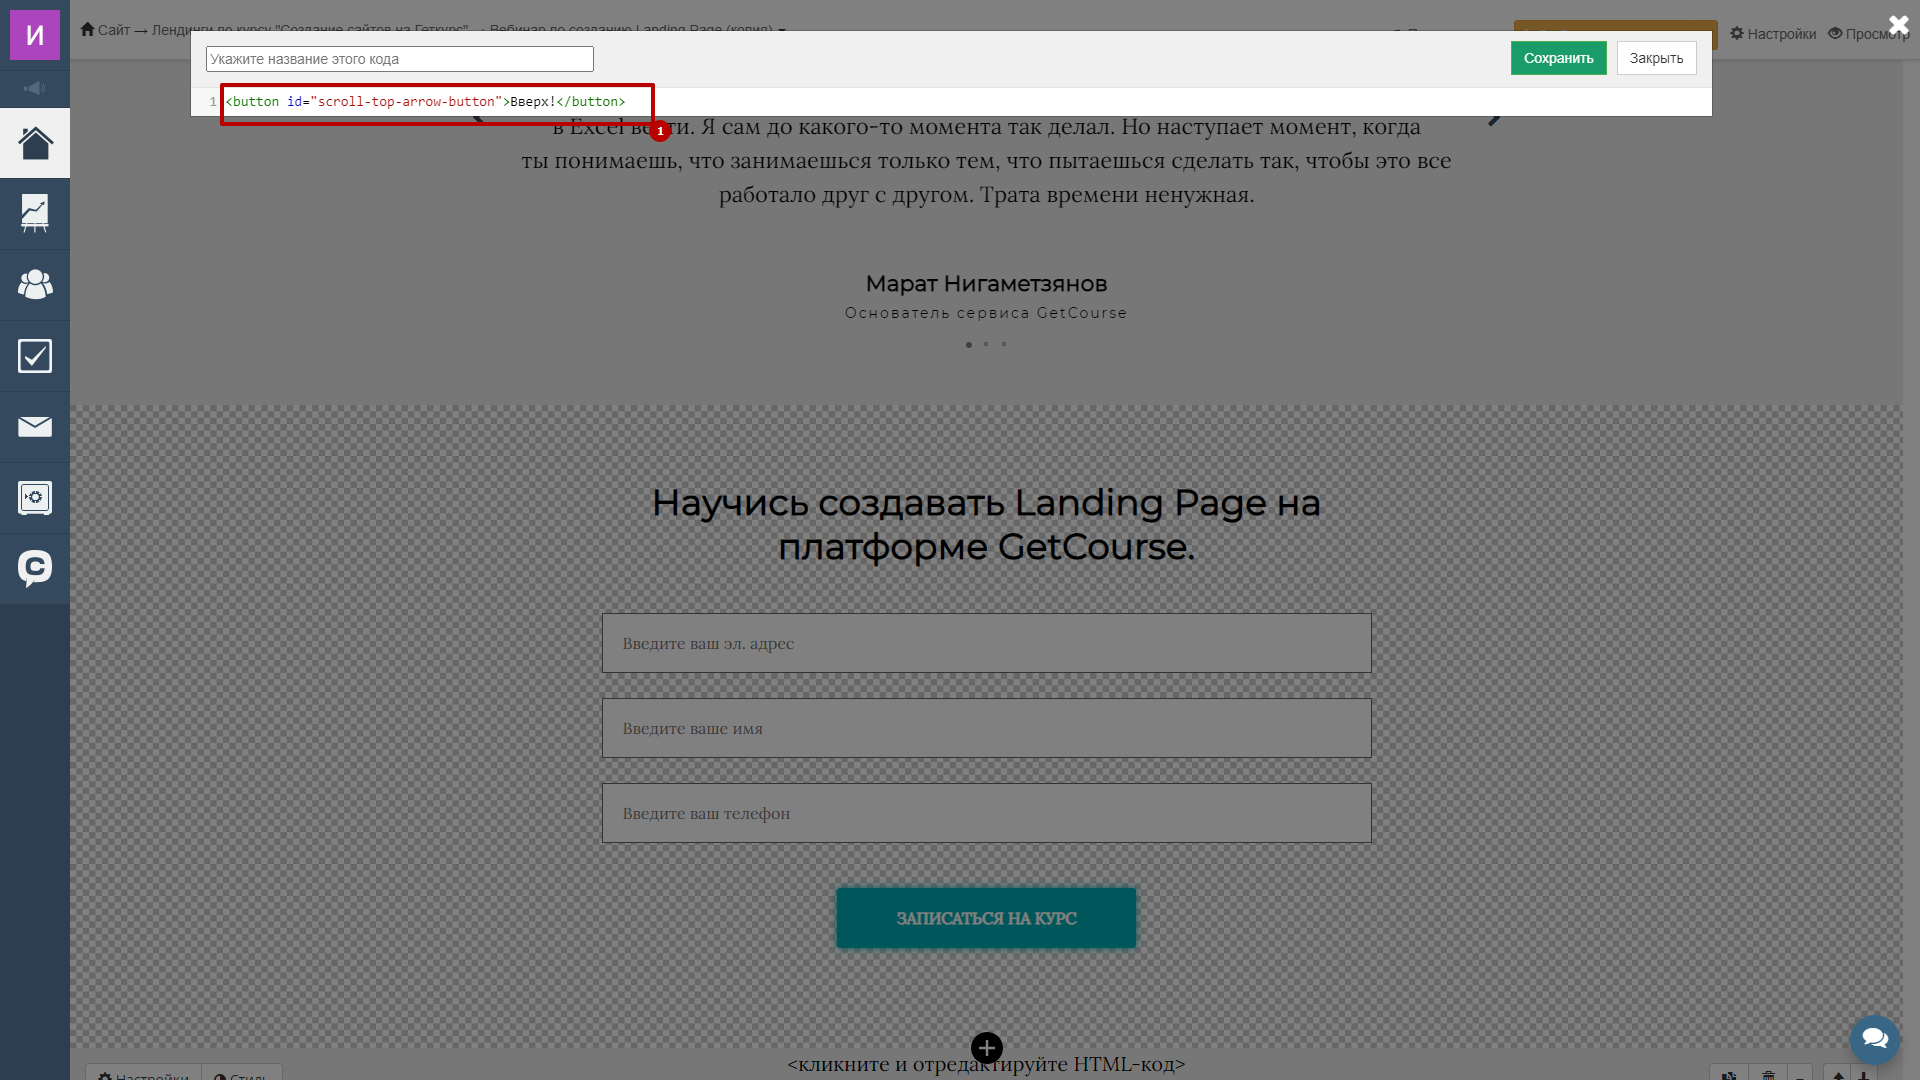 И
Сайт → Лендинги по курсу "Создание сайтов на Геткурс" → Вебинар по созданию Landing Page (копия)
Настройки
Просмотр
Укажите название этого кода
Сохранить
Закрыть
1 <button id="scroll-top-arrow-button">Вверх!</button>
1
в Excel вести. Я сам до какого-то момента так делал. Но наступает момент, когда
ты понимаешь, что занимаешься только тем, что пытаешься сделать так, чтобы это все
работало друг с другом. Трата времени ненужная.
Марат Нигаметзянов
Основатель сервиса GetCourse
Научись создавать Landing Page на
платформе GetCourse.
Введите ваш эл. адрес
Введите ваше имя
Введите ваш телефон
ЗАПИСАТЬСЯ НА КУРС
<кликните и отредактируйте HTML-код>
Настройки
Стиль